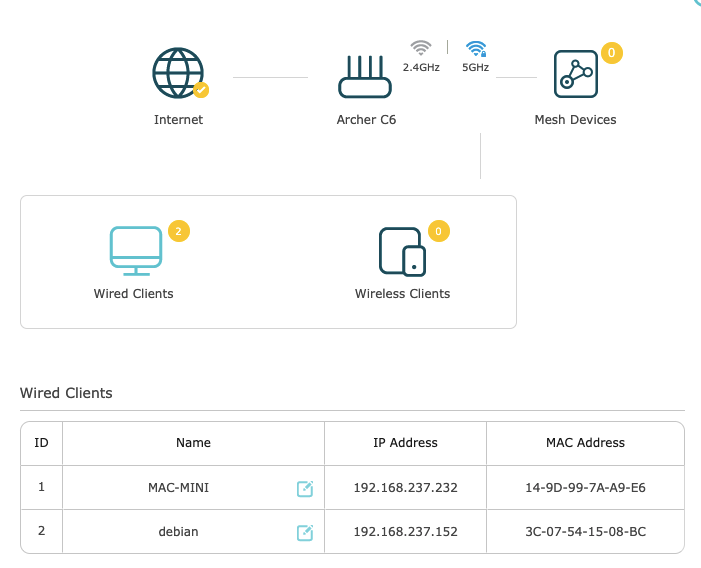 0
2.4GHz
5GHz
Internet
Archer C6
Mesh Devices
2
0
Wired Clients
Wireless Clients
Wired Clients
ID Name IP Address MAC Address
1 MAC-MINI 192.168.237.232 14-9D-99-7A-A9-E6
2 debian 192.168.237.152 3C-07-54-15-08-BC